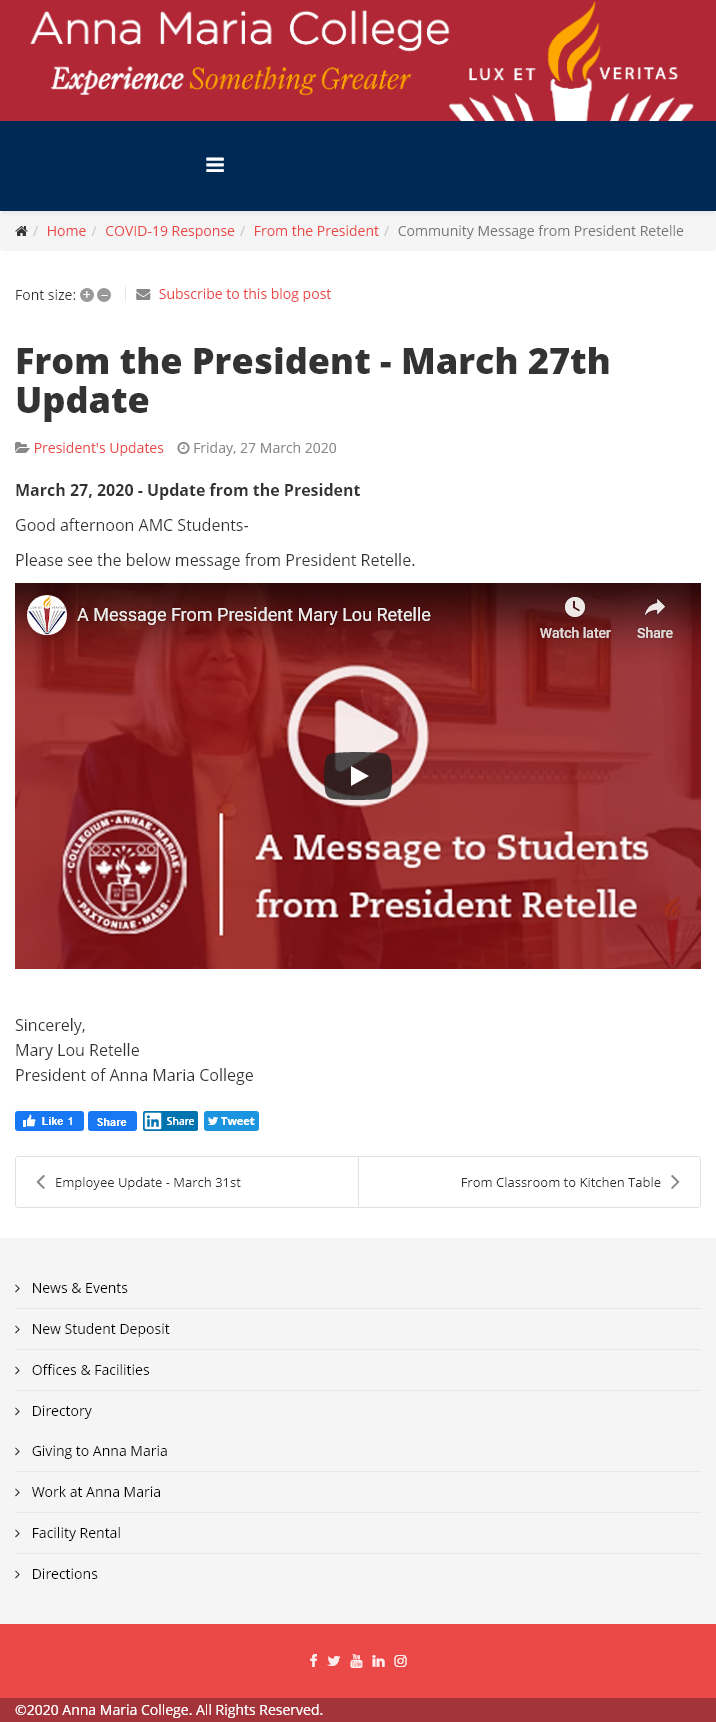 Anna Maria College
Experience Something Greater
LUX ET VERITAS
/ Home / COVID-19 Response / From the President / Community Message from President Retelle
Font size: + − Subscribe to this blog post
From the President - March 27th
Update
President's Updates Friday, 27 March 2020
March 27, 2020 - Update from the President
Good afternoon AMC Students-
Please see the below message from President Retelle.
A Message From President Mary Lou Retelle
Watch later Share
COLLEGIUM ANNAE MARIAE
PAXTONIAE, MASS.
A Message to Students
from President Retelle
Sincerely,
Mary Lou Retelle
President of Anna Maria College
Like 1 Share in Share Tweet
Employee Update - March 31st From Classroom to Kitchen Table
News & Events
New Student Deposit
Offices & Facilities
Directory
Giving to Anna Maria
Work at Anna Maria
Facility Rental
Directions
©2020 Anna Maria College. All Rights Reserved.